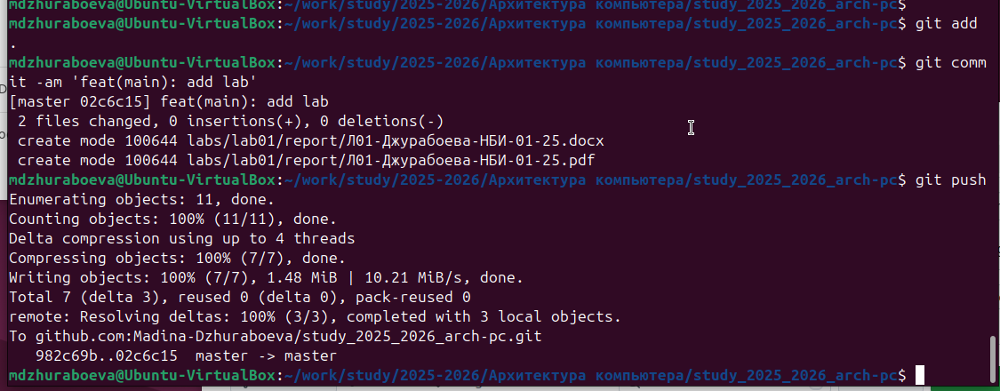 mdzhuraboeva@Ubuntu-VirtualBox:~/work/study/2025-2026/Архитектура компьютера/study_2025_2026_arch-pc$
mdzhuraboeva@Ubuntu-VirtualBox:~/work/study/2025-2026/Архитектура компьютера/study_2025_2026_arch-pc$ git add
.
mdzhuraboeva@Ubuntu-VirtualBox:~/work/study/2025-2026/Архитектура компьютера/study_2025_2026_arch-pc$ git comm
it -am 'feat(main): add lab'
[master 02c6c15] feat(main): add lab
 2 files changed, 0 insertions(+), 0 deletions(-)
 create mode 100644 labs/lab01/report/Л01-Джурабоева-НБИ-01-25.docx
 create mode 100644 labs/lab01/report/Л01-Джурабоева-НБИ-01-25.pdf
mdzhuraboeva@Ubuntu-VirtualBox:~/work/study/2025-2026/Архитектура компьютера/study_2025_2026_arch-pc$ git push
Enumerating objects: 11, done.
Counting objects: 100% (11/11), done.
Delta compression using up to 4 threads
Compressing objects: 100% (7/7), done.
Writing objects: 100% (7/7), 1.48 MiB | 10.21 MiB/s, done.
Total 7 (delta 3), reused 0 (delta 0), pack-reused 0
remote: Resolving deltas: 100% (3/3), completed with 3 local objects.
To github.com:Madina-Dzhuraboeva/study_2025_2026_arch-pc.git
   982c69b..02c6c15  master -> master
mdzhuraboeva@Ubuntu-VirtualBox:~/work/study/2025-2026/Архитектура компьютера/study_2025_2026_arch-pc$